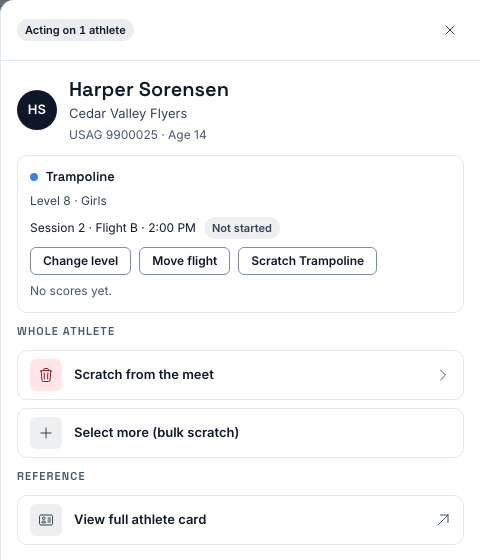 Acting on 1 athlete
HS
Harper Sorensen
Cedar Valley Flyers
USAG 9900025 · Age 14
Trampoline
Level 8 · Girls
Session 2 · Flight B · 2:00 PM Not started
Change level Move flight Scratch Trampoline
No scores yet.
WHOLE ATHLETE
Scratch from the meet
Select more (bulk scratch)
REFERENCE
View full athlete card